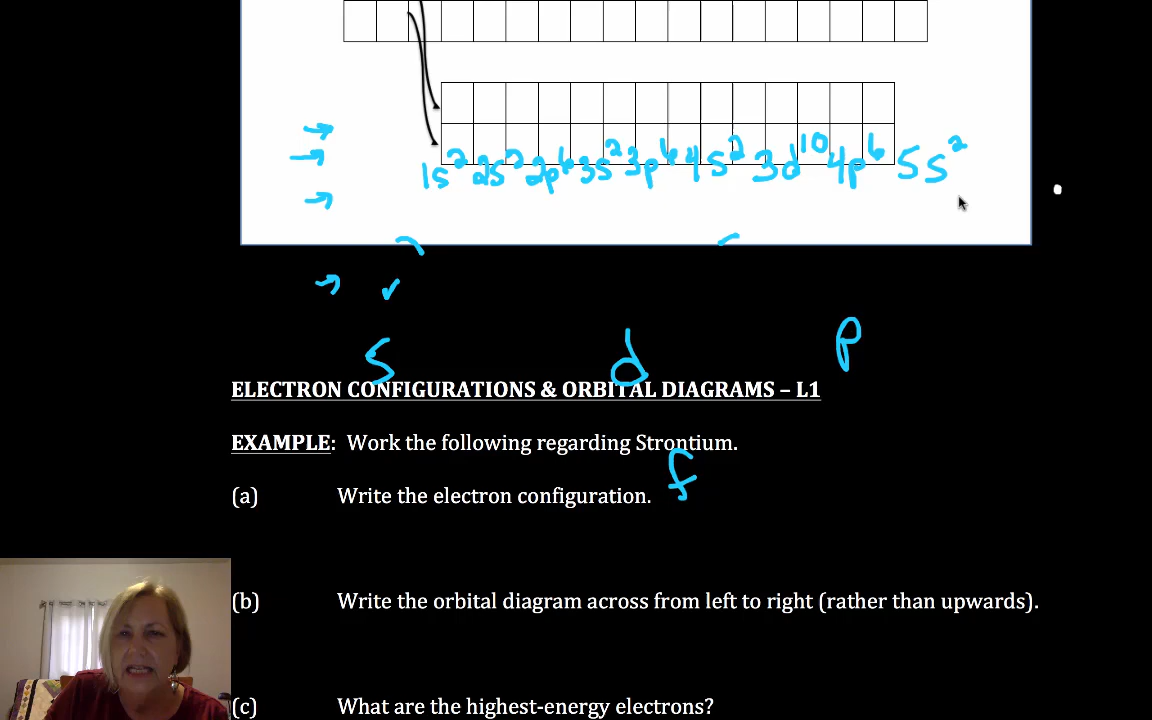 1s² 2s² 2p⁶ 3s² 3p⁶ 4s² 3d¹⁰ 4p⁶ 5s²
s d p
ELECTRON CONFIGURATIONS & ORBITAL DIAGRAMS – L1
EXAMPLE: Work the following regarding Strontium.
f
(a) Write the electron configuration.
(b) Write the orbital diagram across from left to right (rather than upwards).
(c) What are the highest-energy electrons?